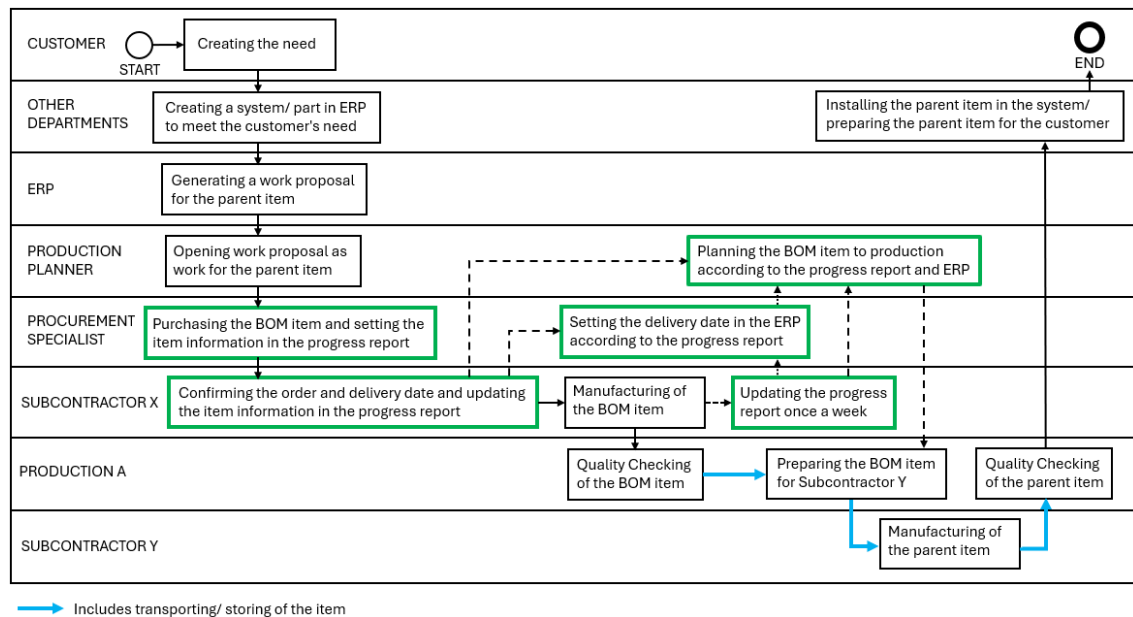 CUSTOMER
START
Creating the need
END
OTHER
DEPARTMENTS
Creating a system/ part in ERP
to meet the customer's need
Installing the parent item in the system/
preparing the parent item for the customer
ERP
Generating a work proposal
for the parent item
PRODUCTION
PLANNER
Opening work proposal as
work for the parent item
Planning the BOM item to production
according to the progress report and ERP
PROCUREMENT
SPECIALIST
Purchasing the BOM item and setting the
item information in the progress report
Setting the delivery date in the ERP
according to the progress report
SUBCONTRACTOR X
Confirming the order and delivery date and updating
the item information in the progress report
Manufacturing of
the BOM item
Updating the progress
report once a week
PRODUCTION A
Quality Checking
of the BOM item
Preparing the BOM item
for Subcontractor Y
Quality Checking
of the parent item
SUBCONTRACTOR Y
Manufacturing of
the parent item
Includes transporting/ storing of the item